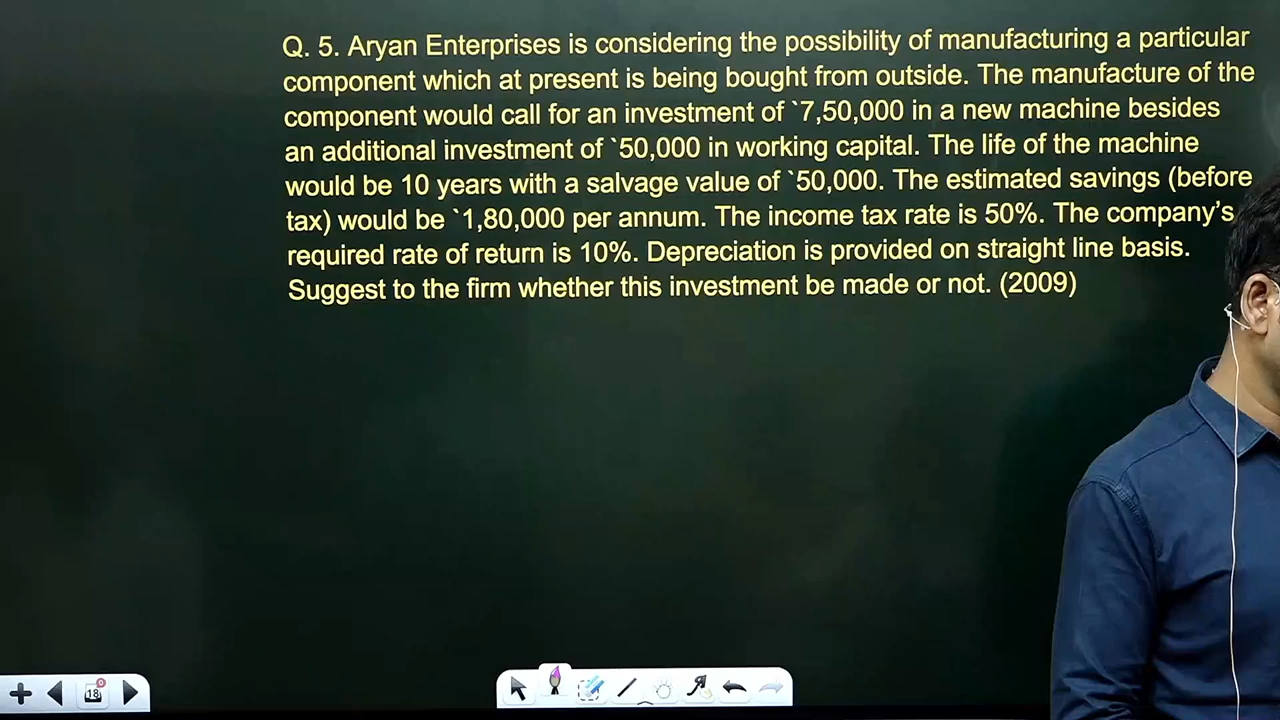 Q. 5. Aryan Enterprises is considering the possibility of manufacturing a particular
component which at present is being bought from outside. The manufacture of the
component would call for an investment of `7,50,000 in a new machine besides
an additional investment of `50,000 in working capital. The life of the machine
would be 10 years with a salvage value of `50,000. The estimated savings (before
tax) would be `1,80,000 per annum. The income tax rate is 50%. The company’s
required rate of return is 10%. Depreciation is provided on straight line basis.
Suggest to the firm whether this investment be made or not. (2009)
18
0